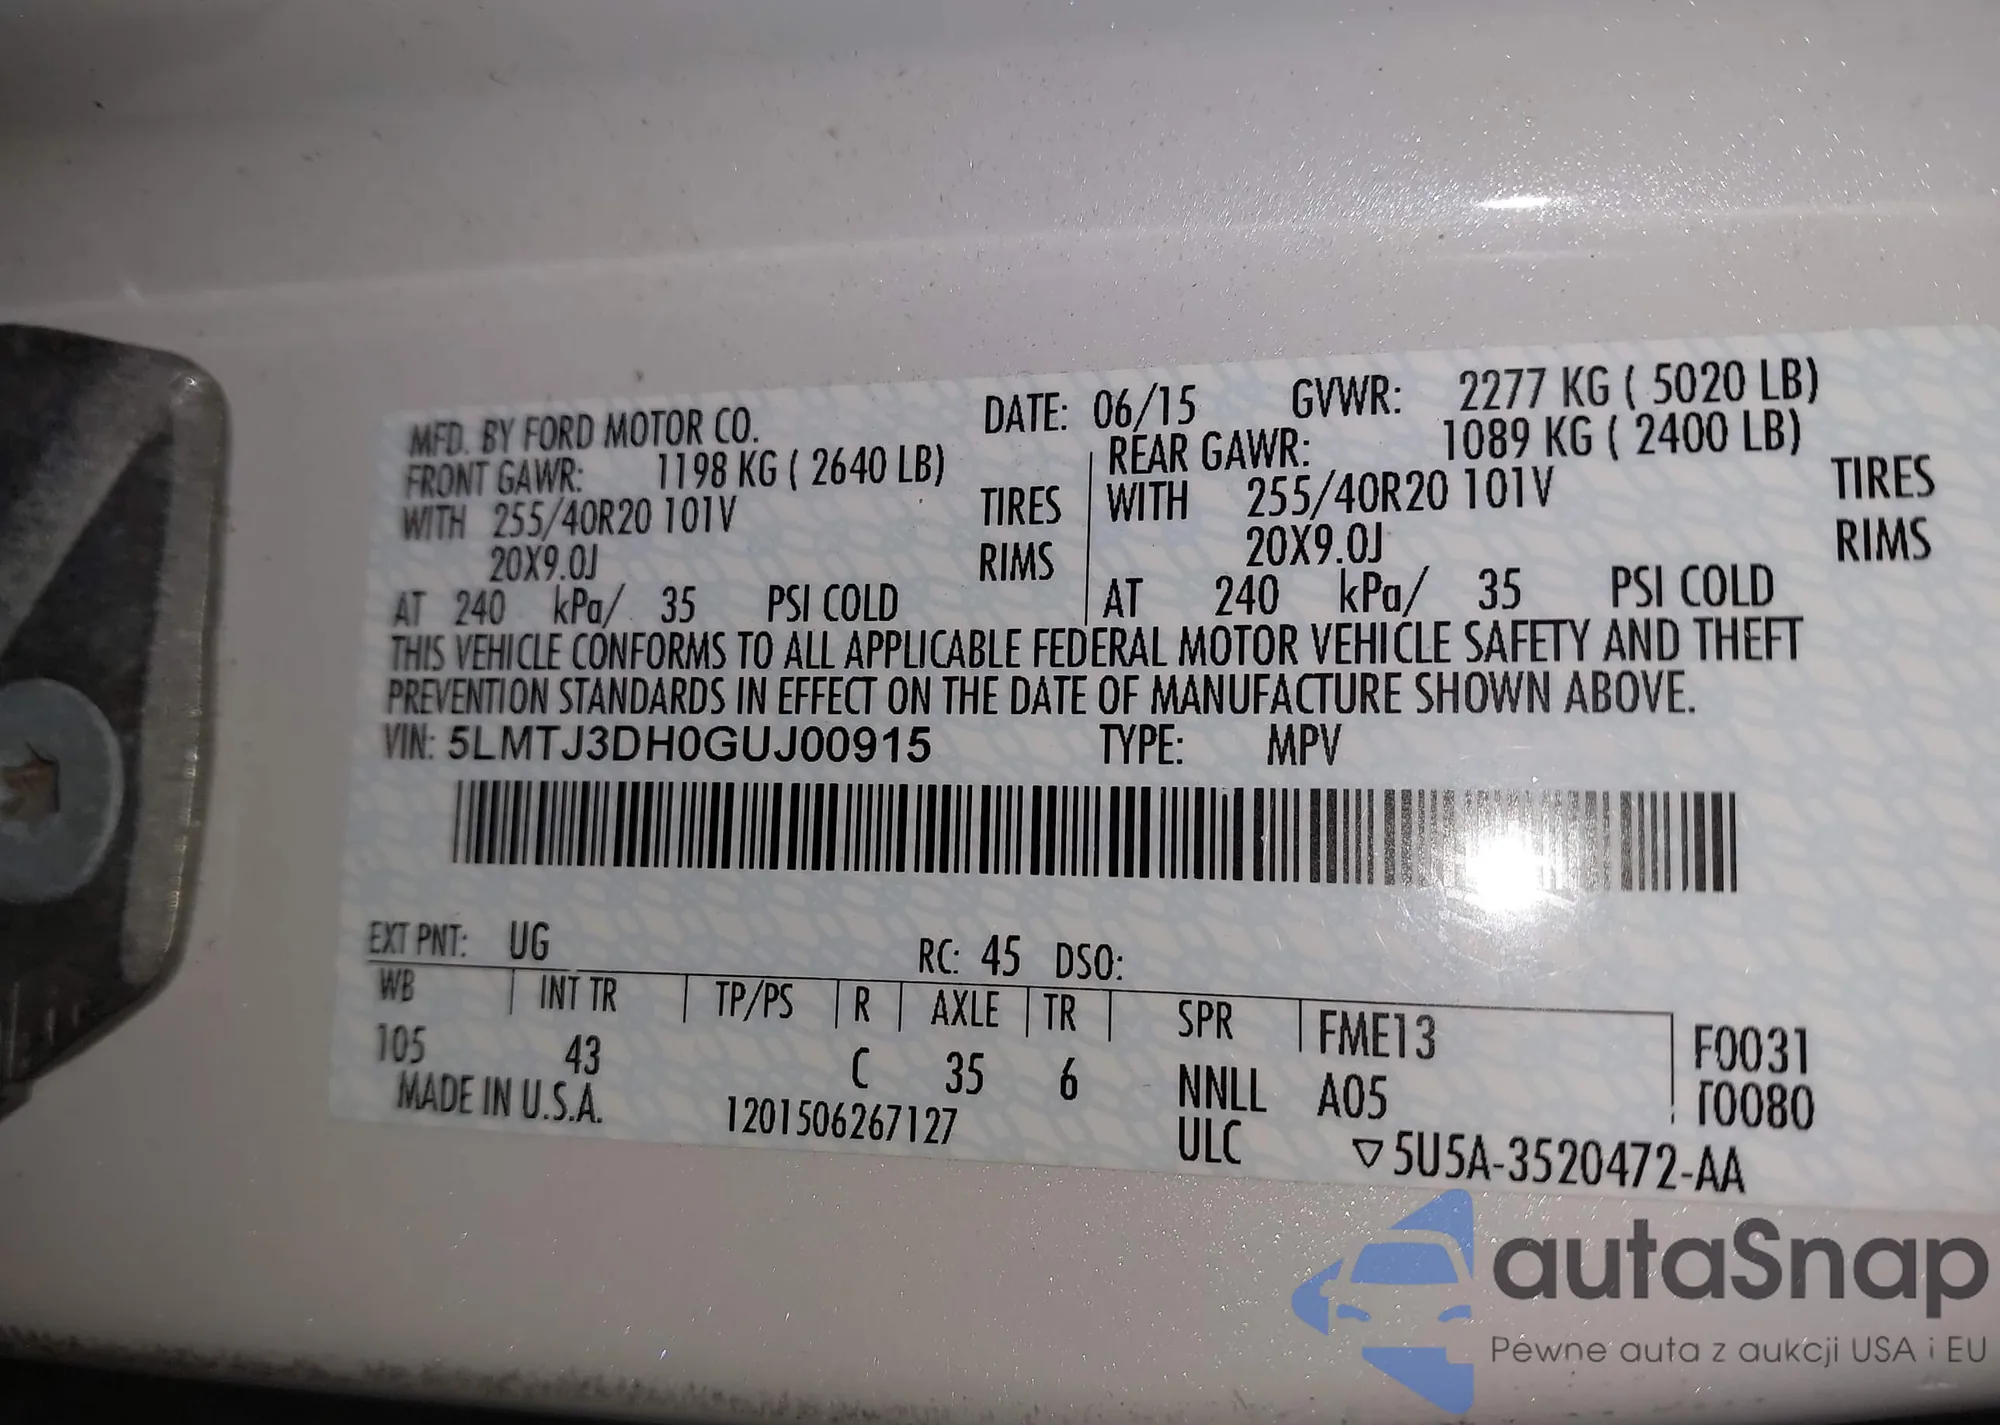 MFD. BY FORD MOTOR CO. DATE: 06/15 GVWR: 2277 KG ( 5020 LB)
FRONT GAWR: 1198 KG ( 2640 LB) REAR GAWR: 1089 KG ( 2400 LB)
WITH 255/40R20 101V TIRES WITH 255/40R20 101V TIRES
20X9.0J RIMS 20X9.0J RIMS
AT 240 kPa/ 35 PSI COLD AT 240 kPa/ 35 PSI COLD
THIS VEHICLE CONFORMS TO ALL APPLICABLE FEDERAL MOTOR VEHICLE SAFETY AND THEFT
PREVENTION STANDARDS IN EFFECT ON THE DATE OF MANUFACTURE SHOWN ABOVE.
VIN: 5LMTJ3DH0GUJ00915 TYPE: MPV
EXT PNT: UG RC: 45 DSO:
WB INT TR TP/PS R AXLE TR SPR FME13 F0031
105 43 C 35 6 NNLL A05 T0080
MADE IN U.S.A. 1201506267127 ULC ▽5U5A-3520472-AA
autaSnap
Pewne auta z aukcji USA i EU